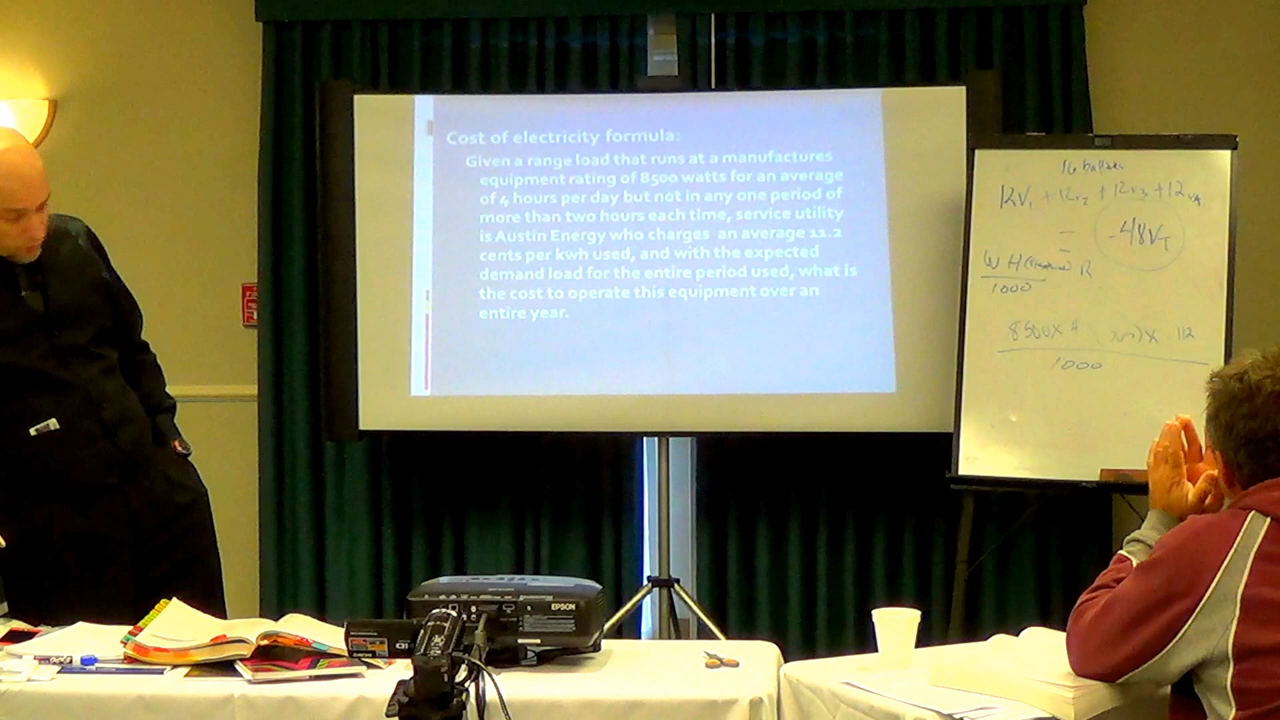 Cost of electricity formula:
Given a range load that runs at a manufactures
equipment rating of 8500 watts for an average
of 4 hours per day but not in any one period of
more than two hours each time, service utility
is Austin Energy who charges an average 11.2
cents per kwh used, and with the expected
demand load for the entire period used, what is
the cost to operate this equipment over an
entire year.
12V1 + 12V2 + 12V3 + 12V4
= -48VT
W H R
1000
8500 X 4 X .112
1000
EPSON